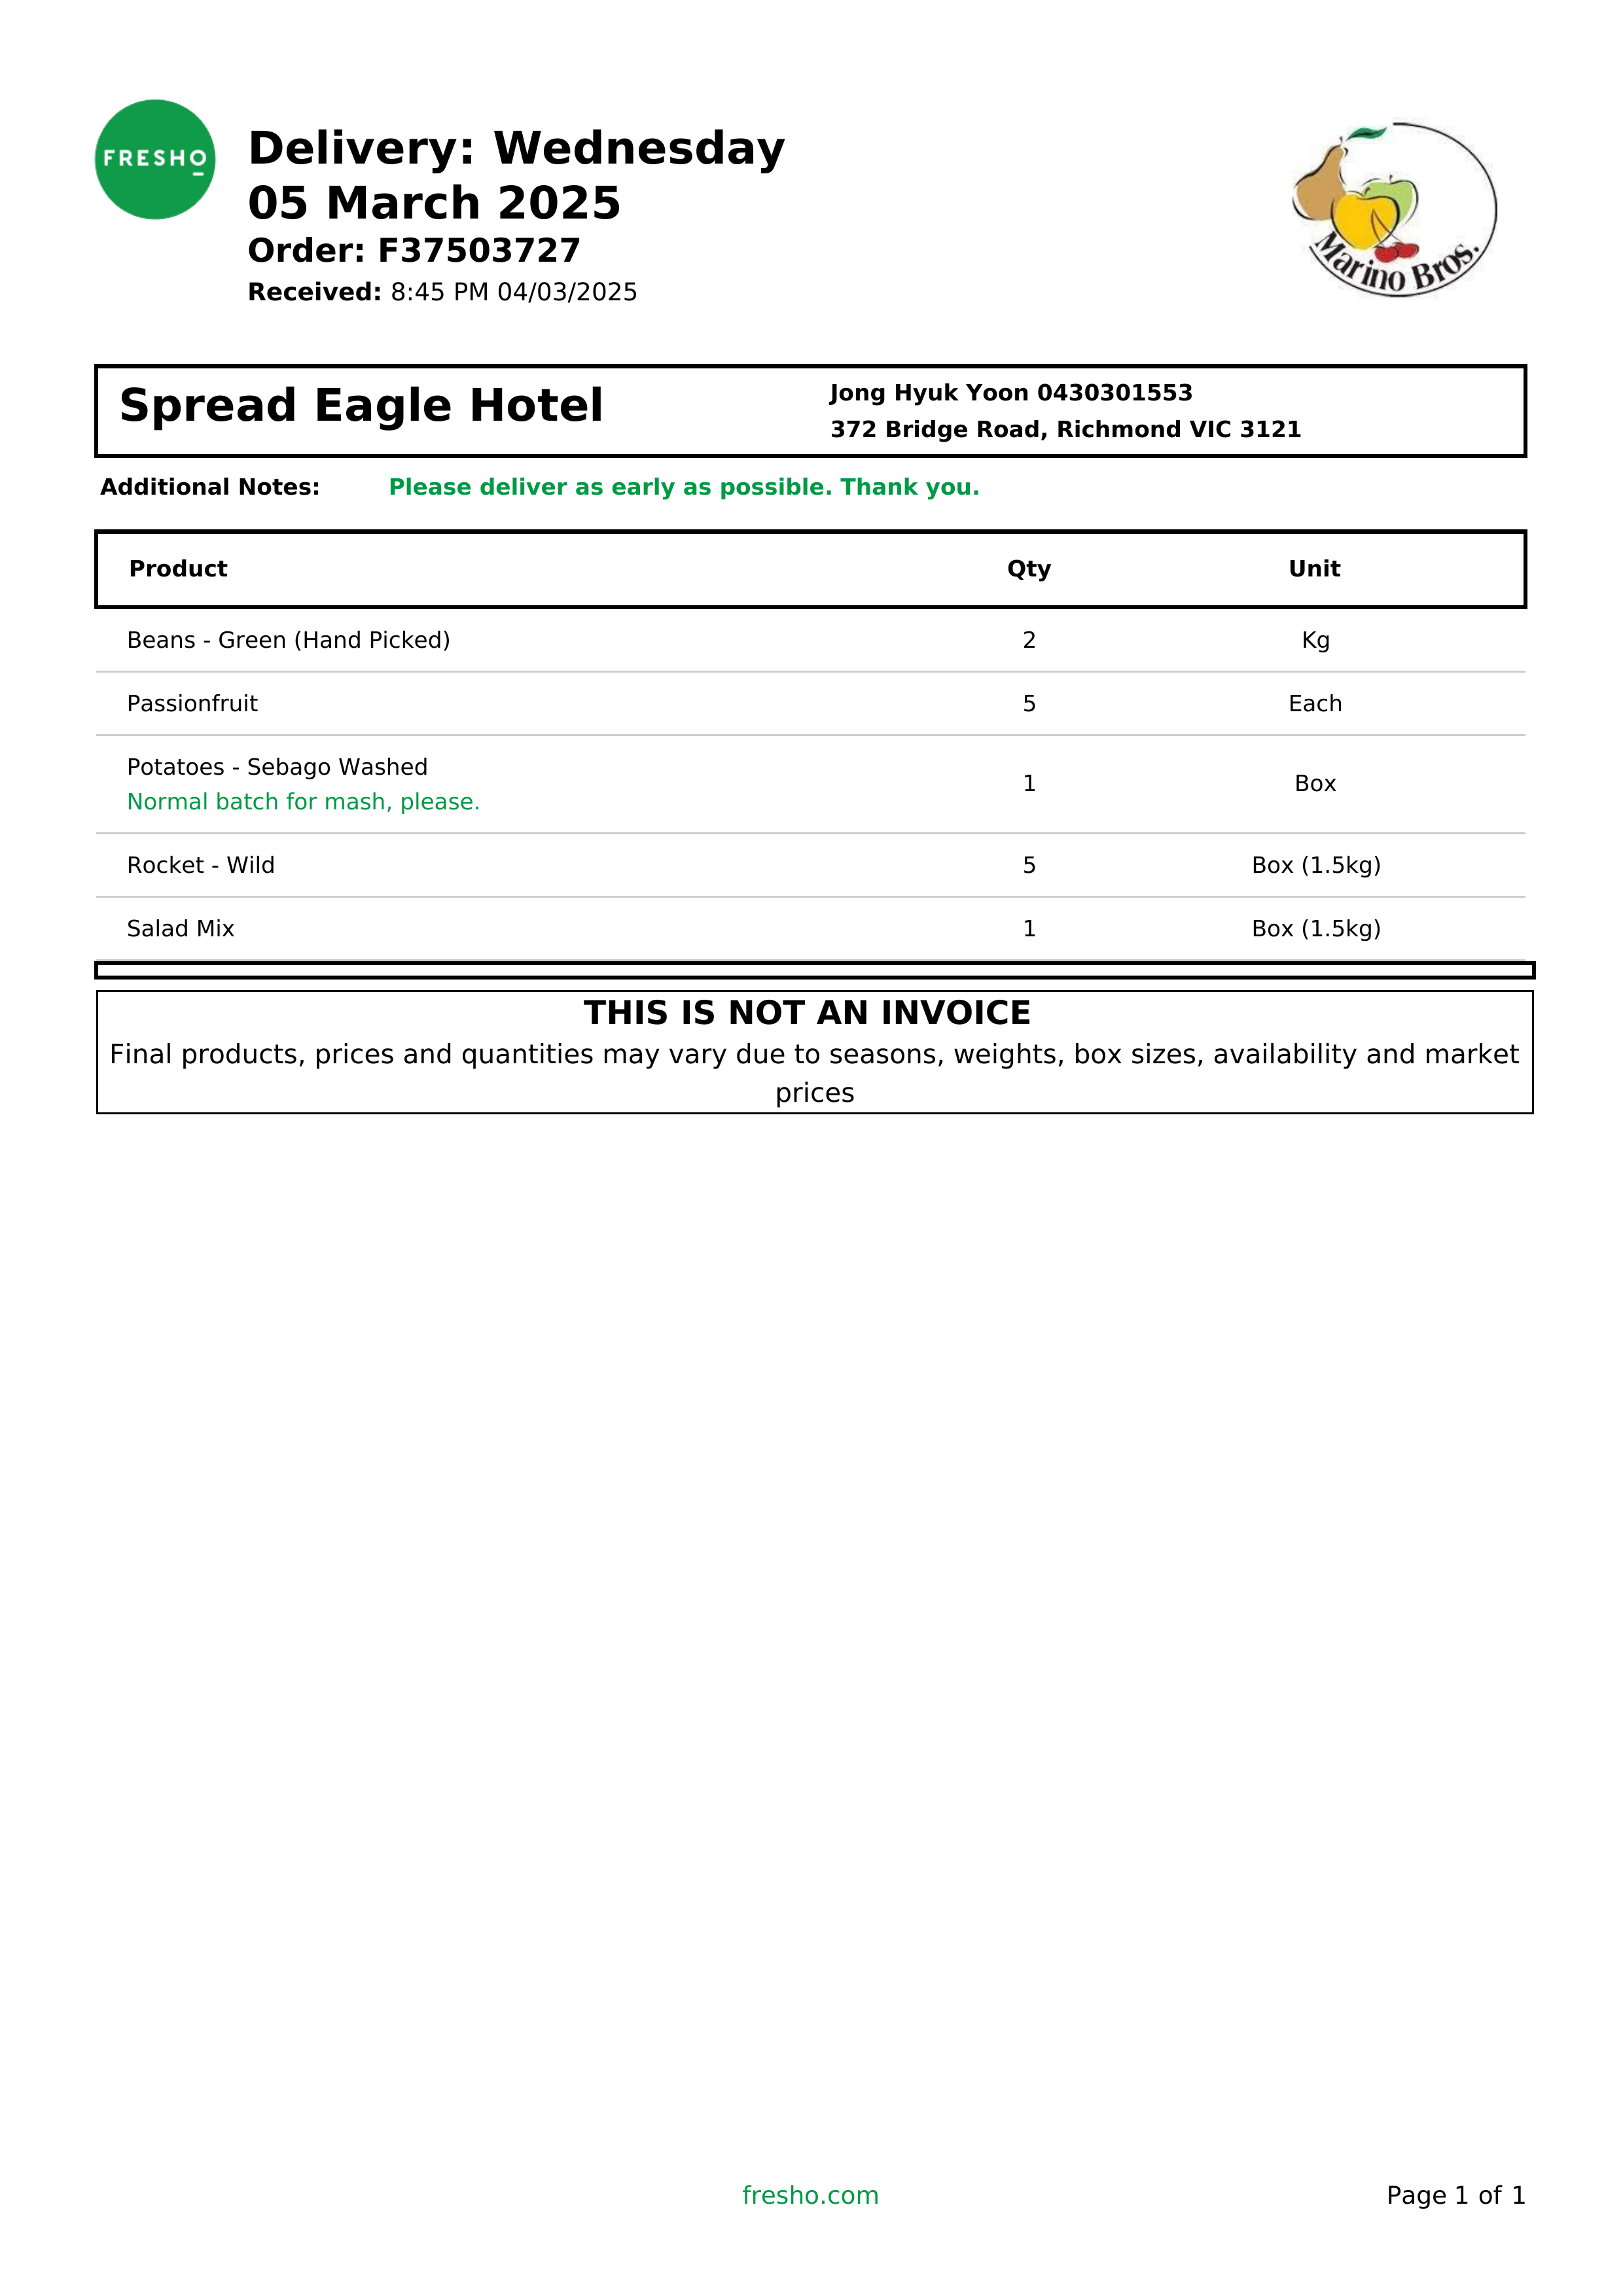 FRESHO
Delivery: Wednesday
05 March 2025
Order: F37503727
Received: 8:45 PM 04/03/2025
Marino Bros.
Spread Eagle Hotel
Jong Hyuk Yoon 0430301553
372 Bridge Road, Richmond VIC 3121
Additional Notes: Please deliver as early as possible. Thank you.
Product Qty Unit
Beans - Green (Hand Picked) 2 Kg
Passionfruit 5 Each
Potatoes - Sebago Washed
Normal batch for mash, please. 1 Box
Rocket - Wild 5 Box (1.5kg)
Salad Mix 1 Box (1.5kg)
THIS IS NOT AN INVOICE
Final products, prices and quantities may vary due to seasons, weights, box sizes, availability and market
prices
fresho.com Page 1 of 1